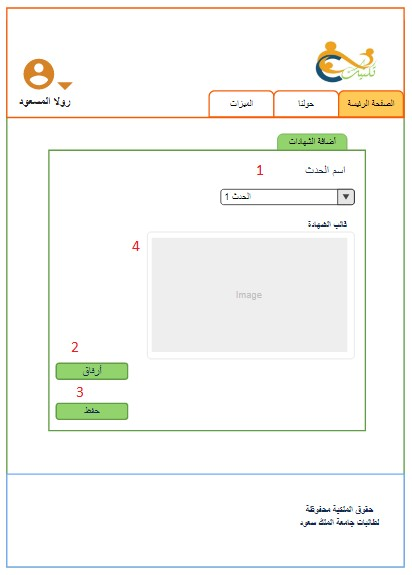 رولا المسعود
الصفحة الرئيسة
حولنا
الميزات
أضافة الشهادات
اسم الحدث
1
الحدث 1
قالب الشهادة
4
Image
2
أرفاق
3
حفظ
حقوق الملكية محفوظة
لطالبات جامعة الملك سعود